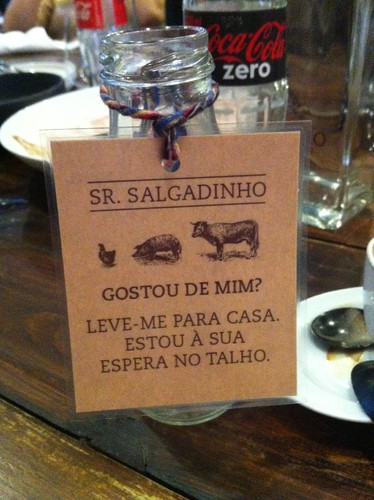 Coca-Cola
zero
SR. SALGADINHO
GOSTOU DE MIM?
LEVE-ME PARA CASA.
ESTOU À SUA
ESPERA NO TALHO.